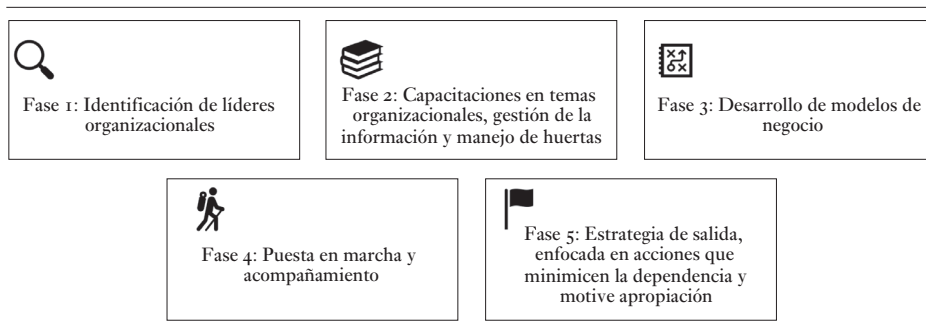 Fase 1: Identificación de líderes
organizacionales
Fase 2: Capacitaciones en temas
organizacionales, gestión de la
información y manejo de huertas
Fase 3: Desarrollo de modelos de
negocio
Fase 4: Puesta en marcha y
acompañamiento
Fase 5: Estrategia de salida,
enfocada en acciones que
minimicen la dependencia y
motive apropiación